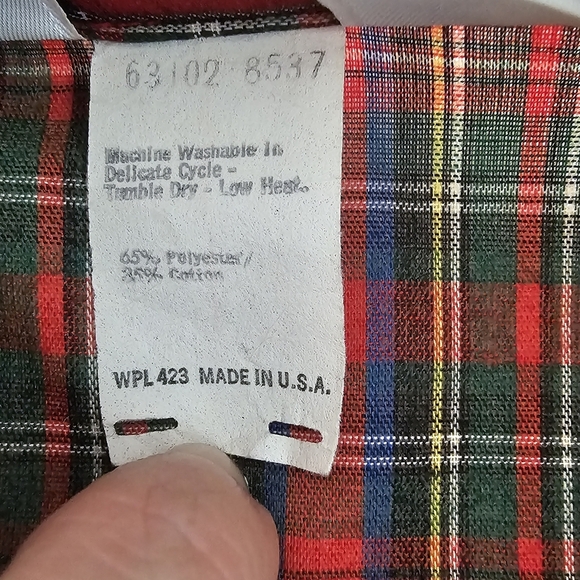 63102 8537
Machine Washable In
Delicate Cycle -
Tumble Dry - Low Heat.
65% Polyester/
35% Cotton
WPL 423 MADE IN U.S.A.